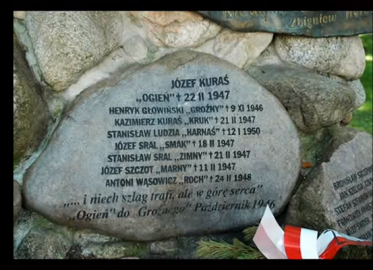 Zbigniew
JÓZEF KURAŚ
„OGIEŃ" † 22 II 1947
HENRYK GŁOWIŃSKI „GROŹNY" † 9 XI 1946
KAZIMIERZ KURAŚ „KRUK" † 21 II 1947
STANISŁAW LUDZIA „HARNAŚ" † 12 I 1950
JÓZEF SRAL „SMAK" † 18 II 1947
STANISŁAW SRAL „ZIMNY" † 21 II 1947
JÓZEF SZCZOT „MARNY" † 11 II 1947
ANTONI WĄSOWICZ „ROCH" † 24 II 1948
„... i niech szlag trafi, ale w górę serca"
„Ogień" do „Groźnego" Październik 1946